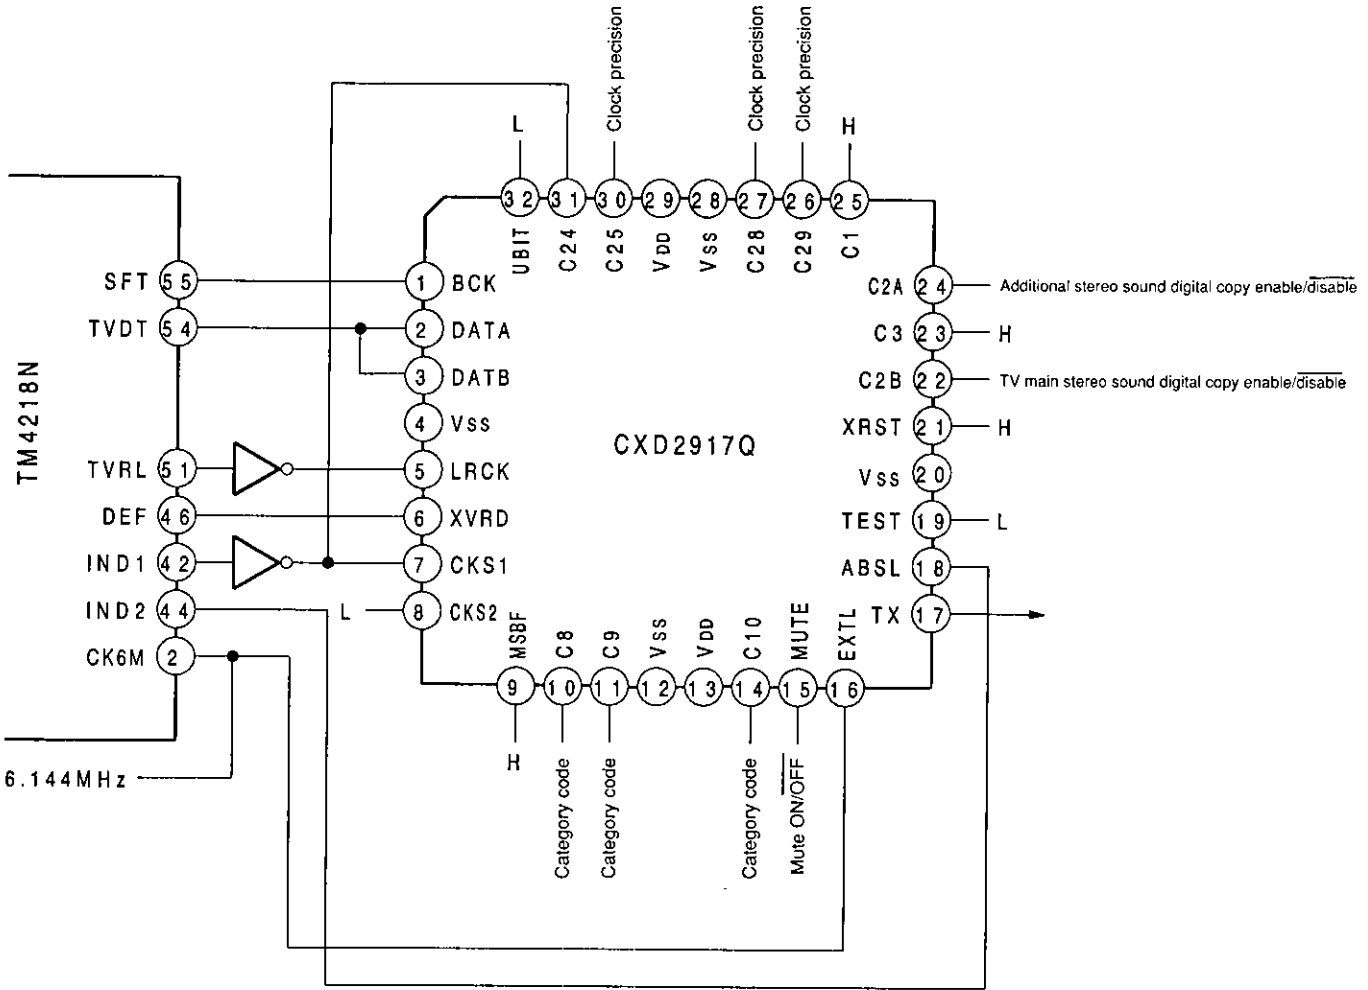 Clock precision
Clock precision
Clock precision
L
H
32
31
30
29
28
27
26
25
UBIT
C24
C25
VDD
VSS
C28
C29
C1
TM4218N
SFT 55
TVDT 54
TVRL 51
DEF 46
IND1 42
IND2 44
CK6M 2
6.144MHz
1 BCK
2 DATA
3 DATB
4 Vss
5 LRCK
6 XVRD
7 CKS1
L 8 CKS2
CXD2917Q
C2A 24 Additional stereo sound digital copy enable/disable
C3 23 H
C2B 22 TV main stereo sound digital copy enable/disable
XRST 21 H
Vss 20
TEST 19 L
ABSL 18
TX 17
MSBF
C8
C9
VSS
VDD
C10
MUTE
EXTL
9
10
11
12
13
14
15
16
H
Category code
Category code
Category code
Mute ON/OFF